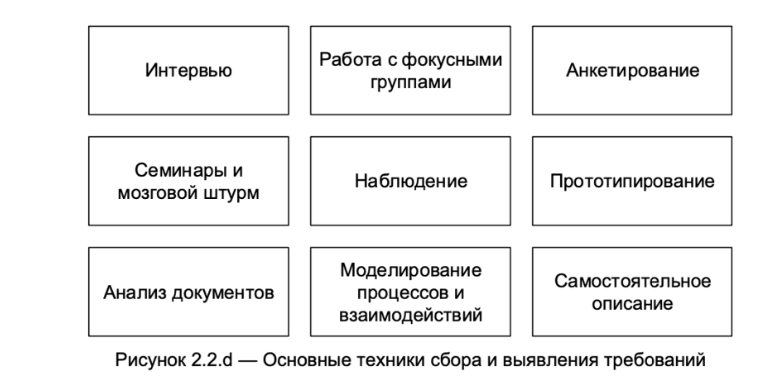 Интервью
Работа с фокусными
группами
Анкетирование
Семинары и
мозговой штурм
Наблюдение
Прототипирование
Анализ документов
Моделирование
процессов и
взаимодействий
Самостоятельное
описание
Рисунок 2.2.d — Основные техники сбора и выявления требований